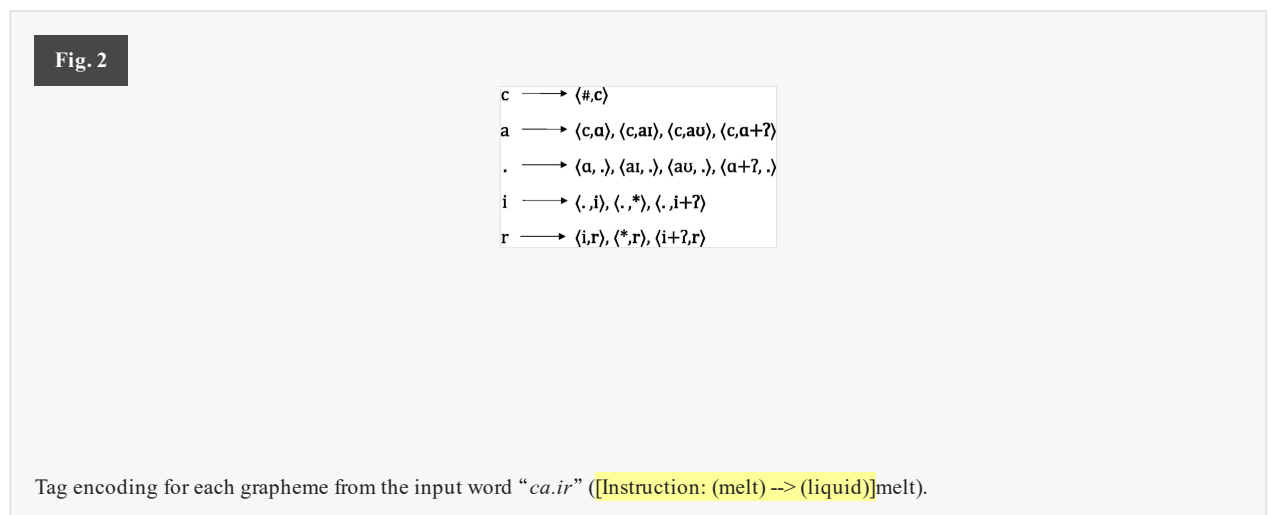 Fig. 2
c ⟶ ⟨#,c⟩
a ⟶ ⟨c,ɑ⟩, ⟨c,aɪ⟩, ⟨c,aʊ⟩, ⟨c,ɑ+ʔ⟩
. ⟶ ⟨ɑ, .⟩, ⟨aɪ, .⟩, ⟨aʊ, .⟩, ⟨ɑ+ʔ, .⟩
i ⟶ ⟨. ,i⟩, ⟨. ,*⟩, ⟨. ,i+ʔ⟩
r ⟶ ⟨i,r⟩, ⟨*,r⟩, ⟨i+ʔ,r⟩
Tag encoding for each grapheme from the input word “ca.ir” ([Instruction: (melt) --> (liquid)]melt).